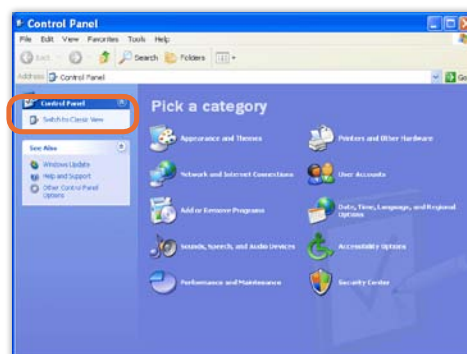 Control Panel
File Edit View Favorites Tools Help
Back Search Folders
Address Control Panel Go
Control Panel
Switch to Classic View
See Also
Windows Update
Help and Support
Other Control Panel
Options
Pick a category
Appearance and Themes
Printers and Other Hardware
Network and Internet Connections
User Accounts
Add or Remove Programs
Date, Time, Language, and Regional
Options
Sounds, Speech, and Audio Devices
Accessibility Options
Performance and Maintenance
Security Center